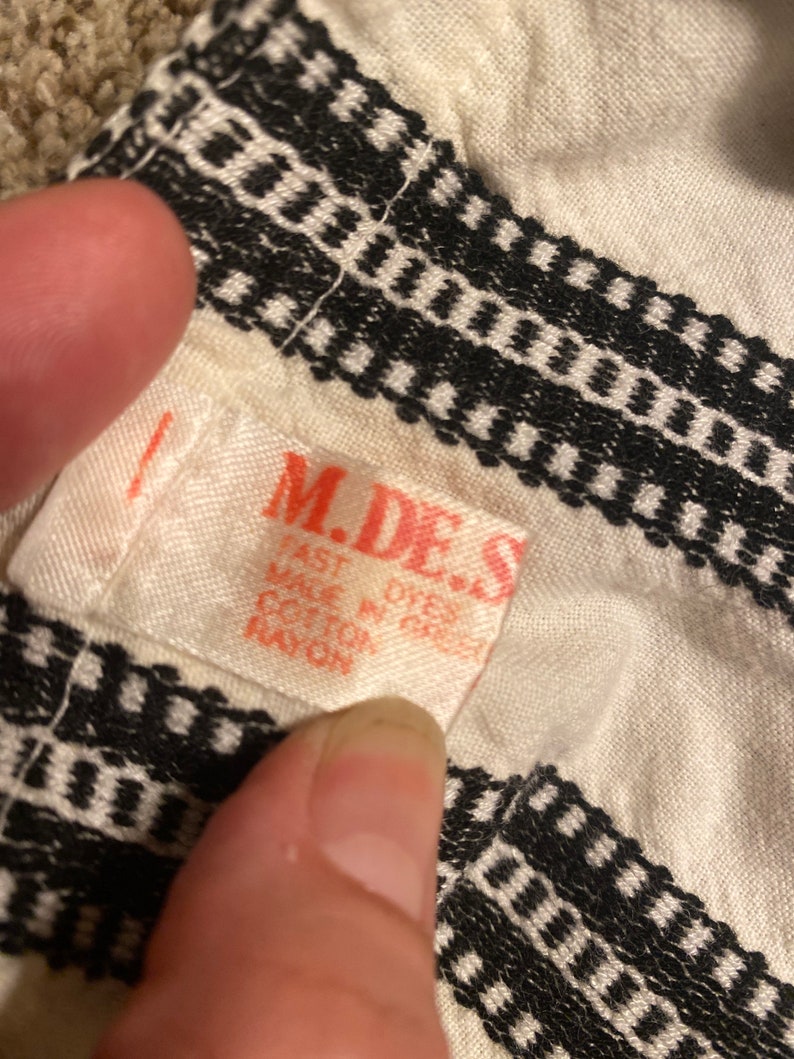 M.DE.S
FAST DYES
MADE IN GREECE
COTTON
RAYON